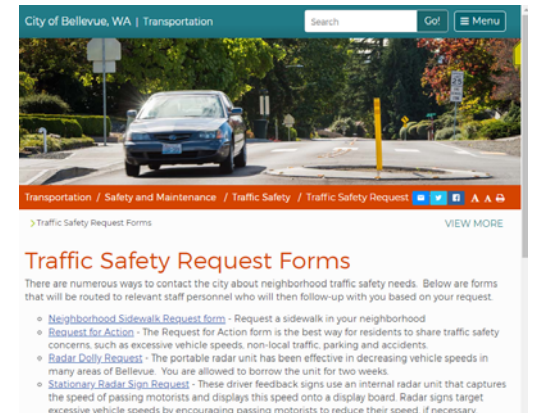 City of Bellevue, WA | Transportation
Search
Go!
Menu
Transportation / Safety and Maintenance / Traffic Safety / Traffic Safety Request
A A
Traffic Safety Request Forms
VIEW MORE
Traffic Safety Request Forms
There are numerous ways to contact the city about neighborhood traffic safety needs. Below are forms
that will be routed to relevant staff personnel who will then follow-up with you based on your request.
Neighborhood Sidewalk Request form - Request a sidewalk in your neighborhood
Request for Action - The Request for Action form is the best way for residents to share traffic safety
concerns, such as excessive vehicle speeds, non-local traffic, parking and accidents.
Radar Dolly Request - The portable radar unit has been effective in decreasing vehicle speeds in
many areas of Bellevue. You are allowed to borrow the unit for two weeks.
Stationary Radar Sign Request - These driver feedback signs use an internal radar unit that captures
the speed of passing motorists and displays this speed onto a display board. Radar signs target
excessive vehicle speeds by encouraging passing motorists to reduce their speed, if necessary